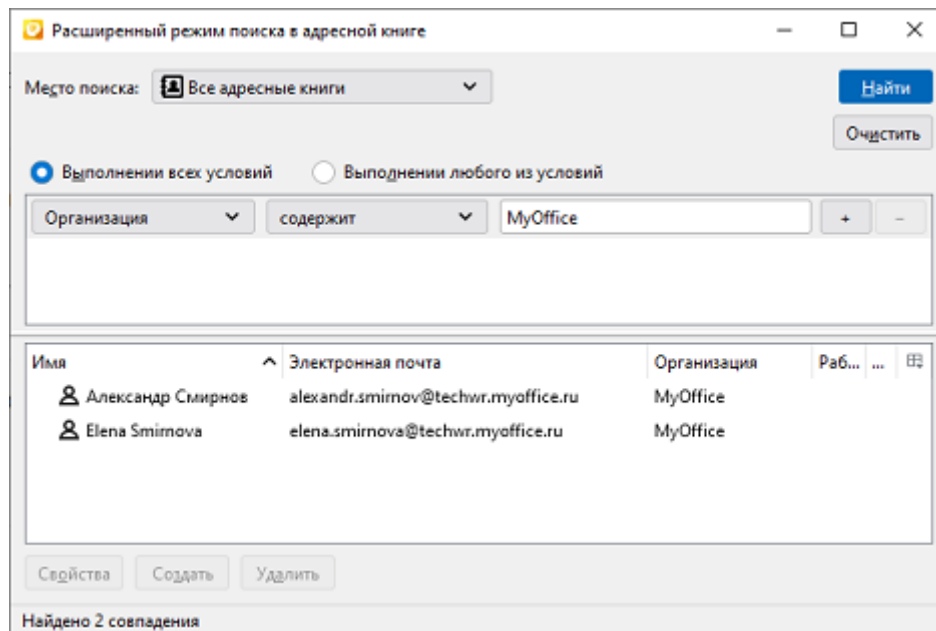 Расширенный режим поиска в адресной книге
Место поиска: Все адресные книги Найти
Очистить
Выполнении всех условий Выполнении любого из условий
Организация содержит MyOffice + -
Имя Электронная почта Организация Раб... ...
Александр Смирнов alexandr.smirnov@techwr.myoffice.ru MyOffice
Elena Smirnova elena.smirnova@techwr.myoffice.ru MyOffice
Свойства Создать Удалить
Найдено 2 совпадения